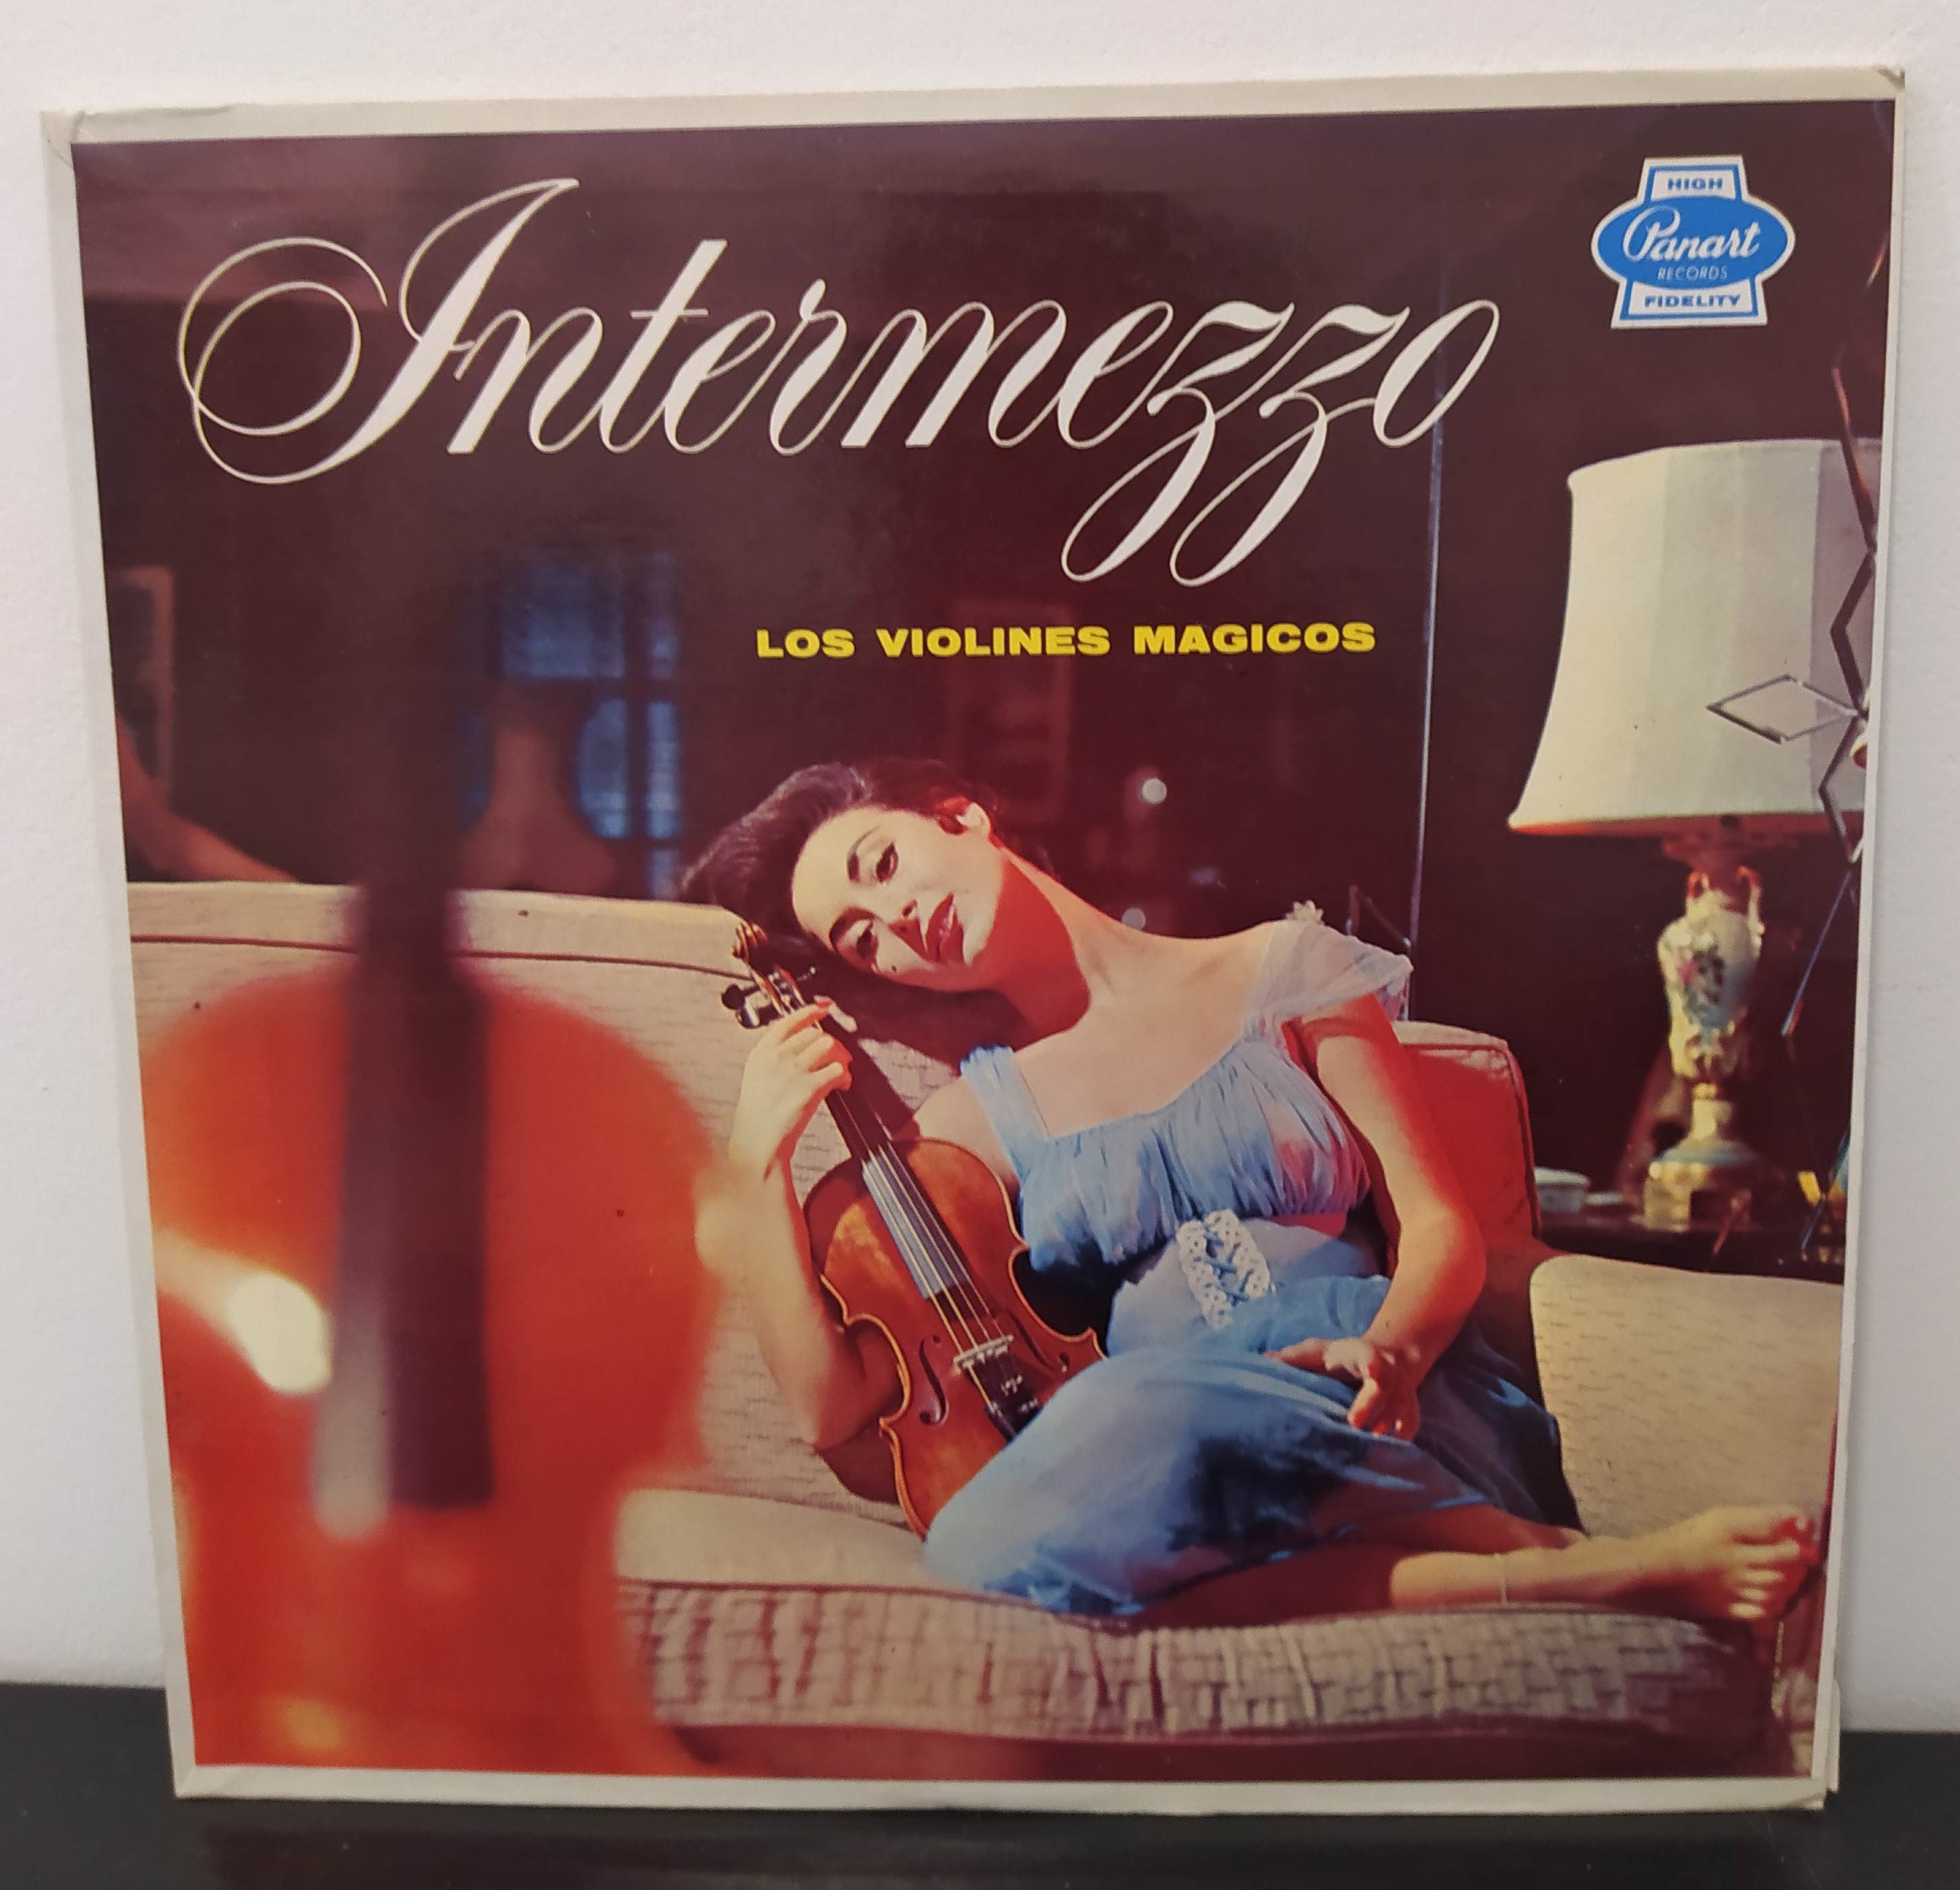 Intermezzo
HIGH
Panart
RECORDS
FIDELITY
LOS VIOLINES MAGICOS